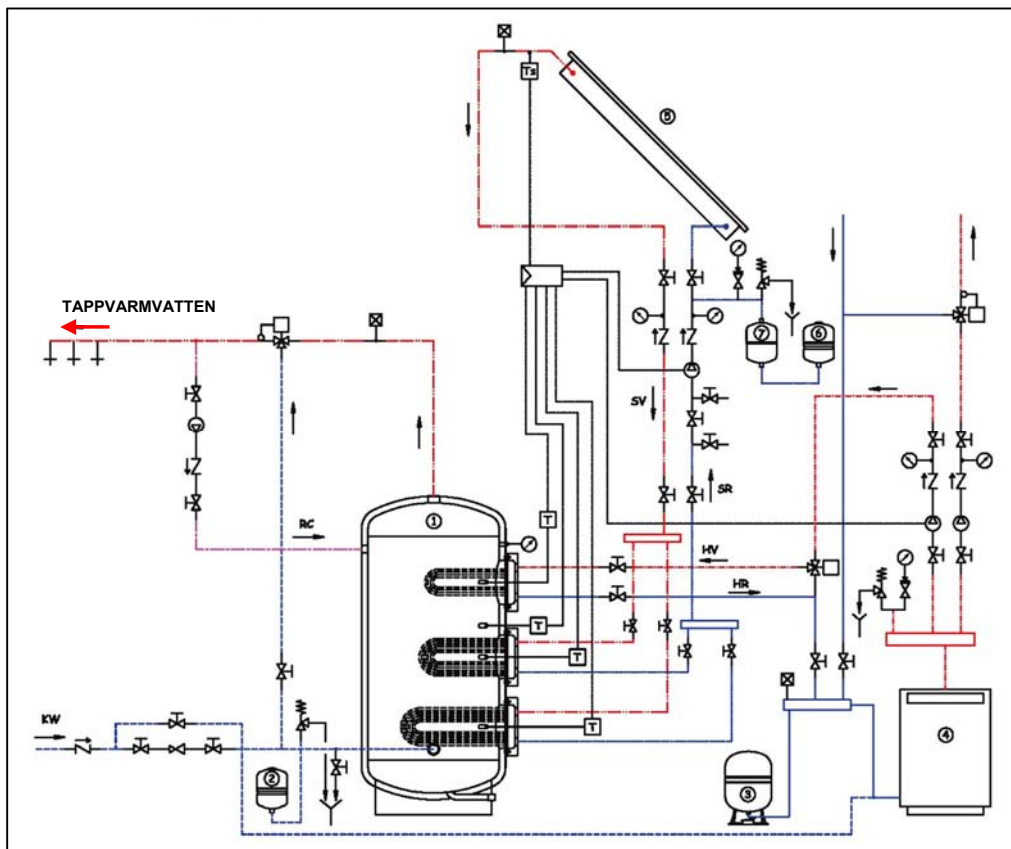 Ts
⑤
TAPPVARMVATTEN
⑦
⑥
SV
SR
①
RC
T
HV
HR
T
T
KW
T
④
②
③